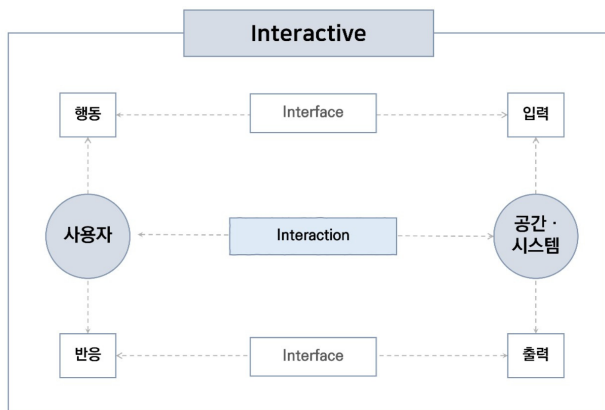 Interactive
행동
Interface
입력
사용자
Interaction
공간 ·
시스템
반응
Interface
출력